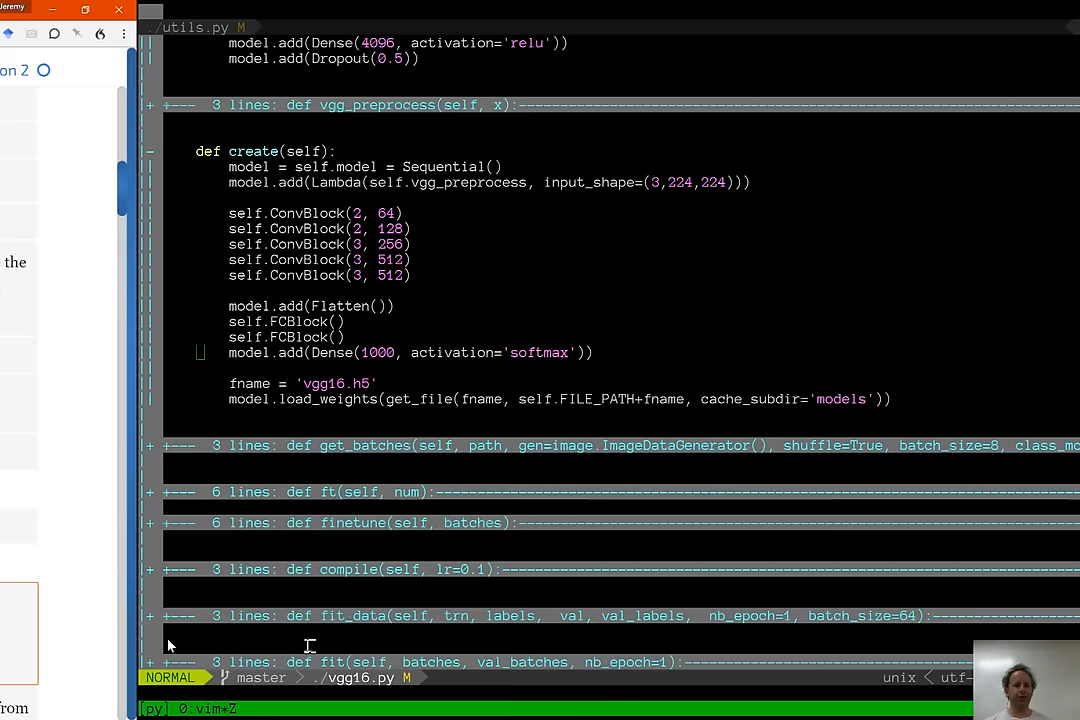 Jeremy
on 2
the
from
./utils.py M
model.add(Dense(4096, activation='relu'))
model.add(Dropout(0.5))
+ +--- 3 lines: def vgg_preprocess(self, x):
def create(self):
model = self.model = Sequential()
model.add(Lambda(self.vgg_preprocess, input_shape=(3,224,224)))
self.ConvBlock(2, 64)
self.ConvBlock(2, 128)
self.ConvBlock(3, 256)
self.ConvBlock(3, 512)
self.ConvBlock(3, 512)
model.add(Flatten())
self.FCBlock()
self.FCBlock()
model.add(Dense(1000, activation='softmax'))
fname = 'vgg16.h5'
model.load_weights(get_file(fname, self.FILE_PATH+fname, cache_subdir='models'))
+ +--- 3 lines: def get_batches(self, path, gen=image.ImageDataGenerator(), shuffle=True, batch_size=8, class_mo
+ +--- 6 lines: def ft(self, num):
+ +--- 6 lines: def finetune(self, batches):
+ +--- 3 lines: def compile(self, lr=0.1):
+ +--- 3 lines: def fit_data(self, trn, labels, val, val_labels, nb_epoch=1, batch_size=64):
+ +--- 3 lines: def fit(self, batches, val_batches, nb_epoch=1):
NORMAL master ./vgg16.py M unix < utf-
[py] 0:vim*Z